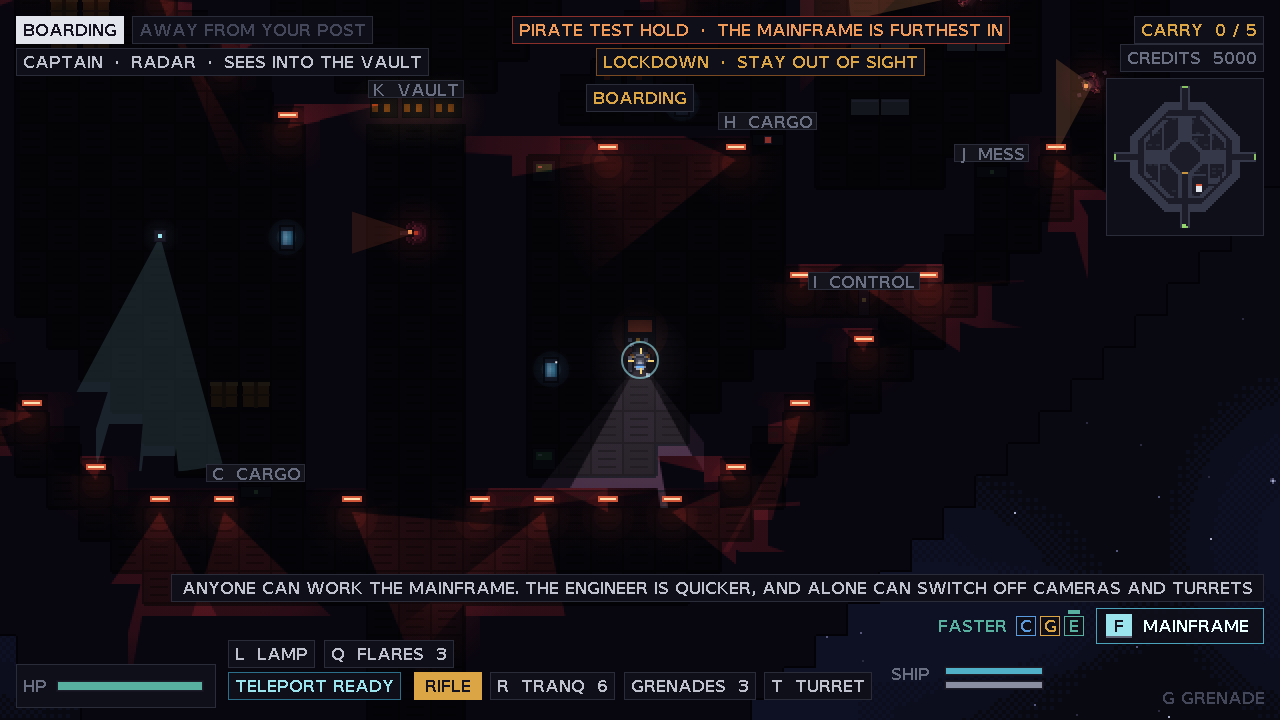 BOARDING
AWAY FROM YOUR POST
PIRATE TEST HOLD · THE MAINFRAME IS FURTHEST IN
CARRY 0 / 5
CAPTAIN · RADAR · SEES INTO THE VAULT
LOCKDOWN · STAY OUT OF SIGHT
CREDITS 5000
K VAULT
BOARDING
H CARGO
J MESS
I CONTROL
C CARGO
ANYONE CAN WORK THE MAINFRAME. THE ENGINEER IS QUICKER, AND ALONE CAN SWITCH OFF CAMERAS AND TURRETS
FASTER C G E
F MAINFRAME
L LAMP
Q FLARES 3
HP
TELEPORT READY
RIFLE
R TRANQ 6
GRENADES 3
T TURRET
SHIP
G GRENADE